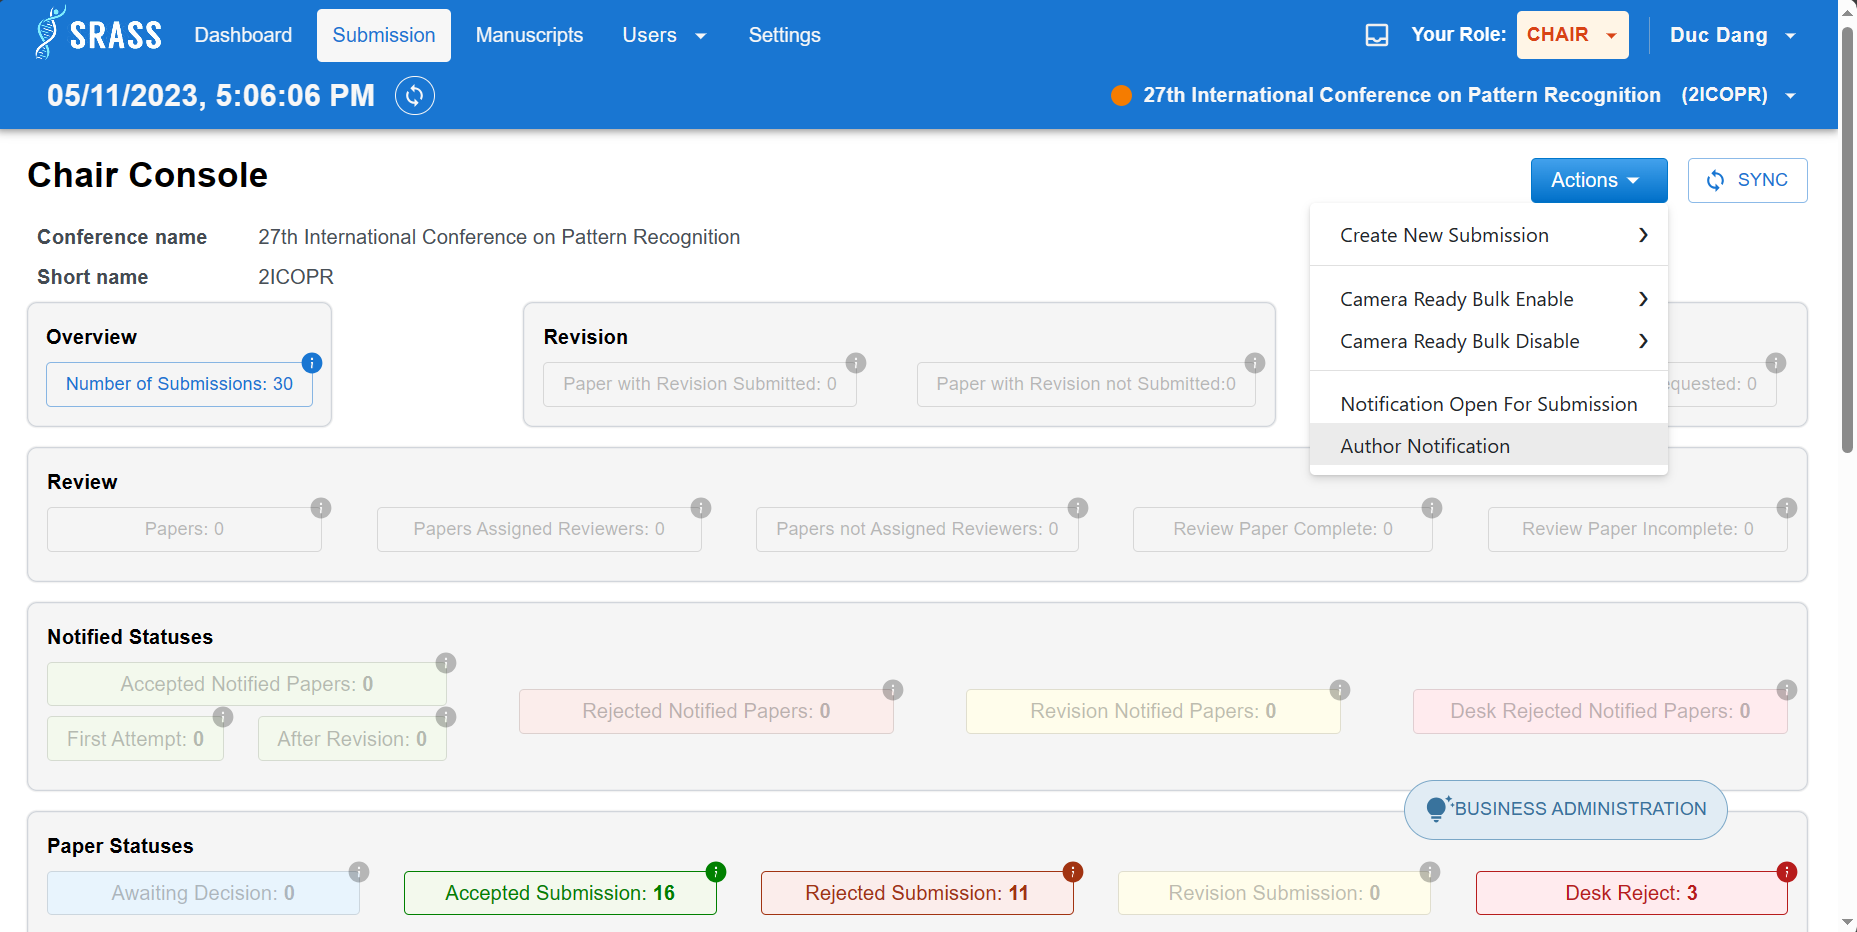 SRASS Dashboard Submission Manuscripts Users Settings Your Role: CHAIR Duc Dang
05/11/2023, 5:06:06 PM 27th International Conference on Pattern Recognition (2ICOPR)
Chair Console Actions SYNC
Conference name 27th International Conference on Pattern Recognition
Short name 2ICOPR
Create New Submission
Camera Ready Bulk Enable
Camera Ready Bulk Disable
Notification Open For Submission
Author Notification
Overview
Number of Submissions: 30
Revision
Paper with Revision Submitted: 0 Paper with Revision not Submitted:0
quested: 0
Review
Papers: 0 Papers Assigned Reviewers: 0 Papers not Assigned Reviewers: 0 Review Paper Complete: 0 Review Paper Incomplete: 0
Notified Statuses
Accepted Notified Papers: 0
First Attempt: 0 After Revision: 0
Rejected Notified Papers: 0 Revision Notified Papers: 0 Desk Rejected Notified Papers: 0
BUSINESS ADMINISTRATION
Paper Statuses
Awaiting Decision: 0 Accepted Submission: 16 Rejected Submission: 11 Revision Submission: 0 Desk Reject: 3